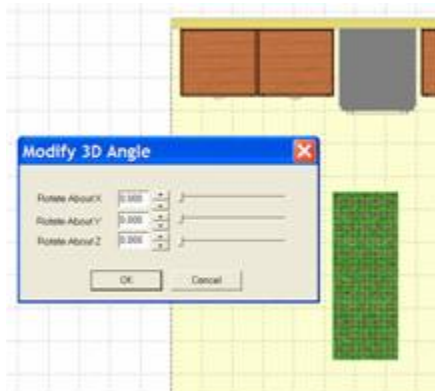 Modify 3D Angle
Rotate About X 0.000
Rotate About Y 0.000
Rotate About Z 0.000
OK Cancel